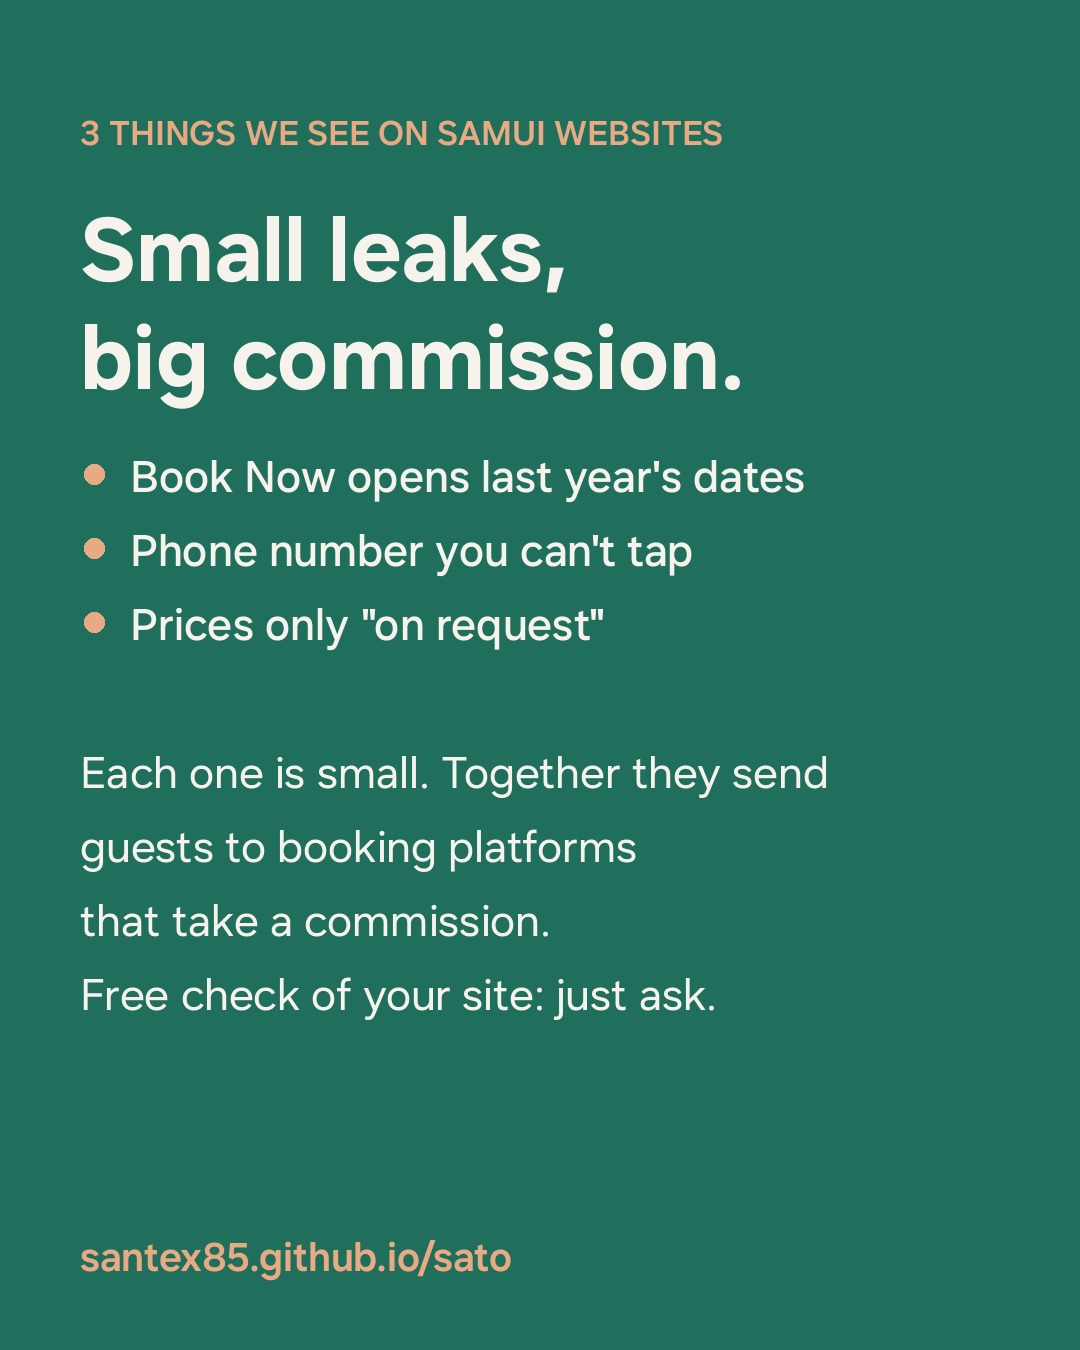 3 THINGS WE SEE ON SAMUI WEBSITES
Small leaks,
big commission.
Book Now opens last year's dates
Phone number you can't tap
Prices only "on request"
Each one is small. Together they send
guests to booking platforms
that take a commission.
Free check of your site: just ask.
santex85.github.io/sato